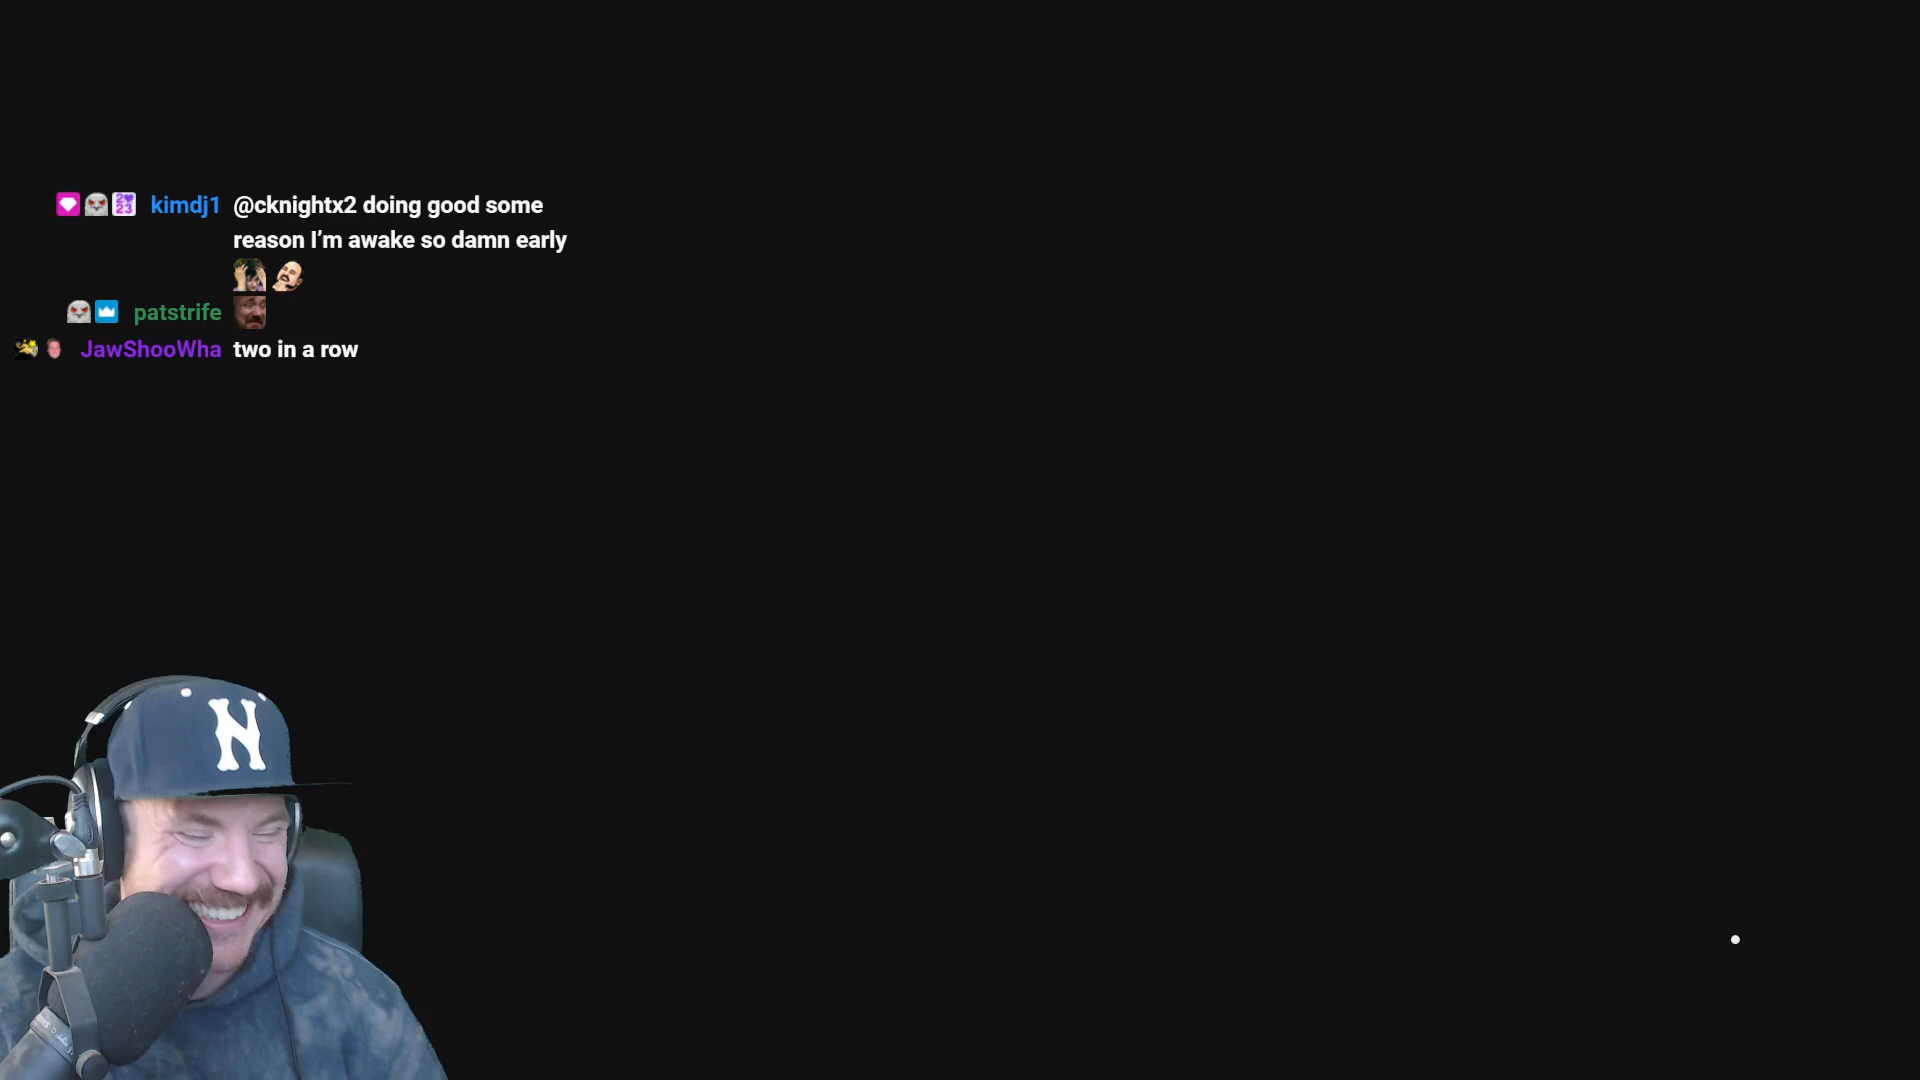 kimdj1 @cknightx2 doing good some
reason I’m awake so damn early
patstrife
JawShooWha two in a row
N